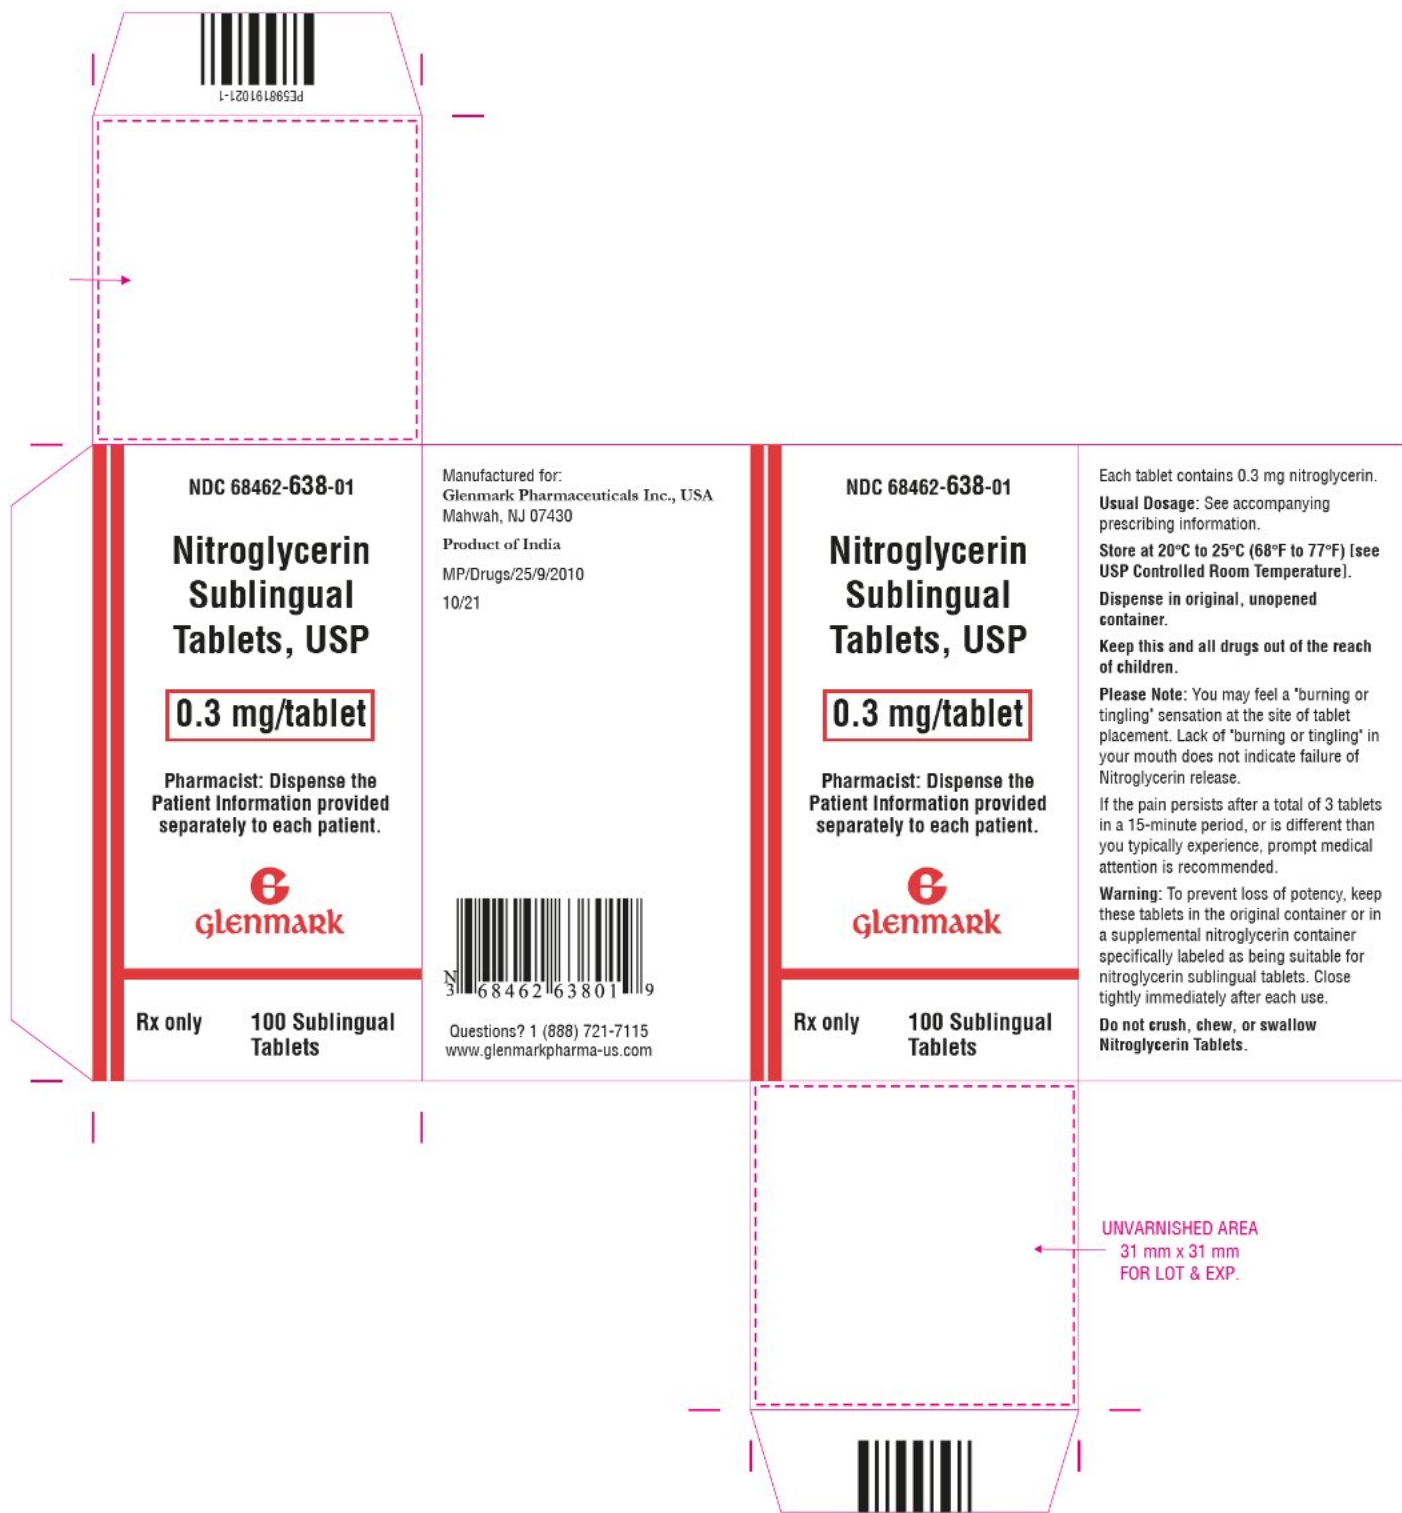 PE598191021-1
NDC 68462-638-01
Nitroglycerin
Sublingual
Tablets, USP
0.3 mg/tablet
Pharmacist: Dispense the
Patient Information provided
separately to each patient.
GLENMARK
Rx only
100 Sublingual
Tablets
Manufactured for:
Glenmark Pharmaceuticals Inc., USA
Mahwah, NJ 07430
Product of India
MP/Drugs/25/9/2010
10/21
N
3 68462 63801 9
Questions? 1 (888) 721-7115
www.glenmarkpharma-us.com
NDC 68462-638-01
Nitroglycerin
Sublingual
Tablets, USP
0.3 mg/tablet
Pharmacist: Dispense the
Patient Information provided
separately to each patient.
GLENMARK
Rx only
100 Sublingual
Tablets
Each tablet contains 0.3 mg nitroglycerin.
Usual Dosage: See accompanying
prescribing information.
Store at 20°C to 25°C (68°F to 77°F) [see
USP Controlled Room Temperature].
Dispense in original, unopened
container.
Keep this and all drugs out of the reach
of children.
Please Note: You may feel a "burning or
tingling" sensation at the site of tablet
placement. Lack of "burning or tingling" in
your mouth does not indicate failure of
Nitroglycerin release.
If the pain persists after a total of 3 tablets
in a 15-minute period, or is different than
you typically experience, prompt medical
attention is recommended.
Warning: To prevent loss of potency, keep
these tablets in the original container or in
a supplemental nitroglycerin container
specifically labeled as being suitable for
nitroglycerin sublingual tablets. Close
tightly immediately after each use.
Do not crush, chew, or swallow
Nitroglycerin Tablets.
UNVARNISHED AREA
31 mm x 31 mm
FOR LOT & EXP.